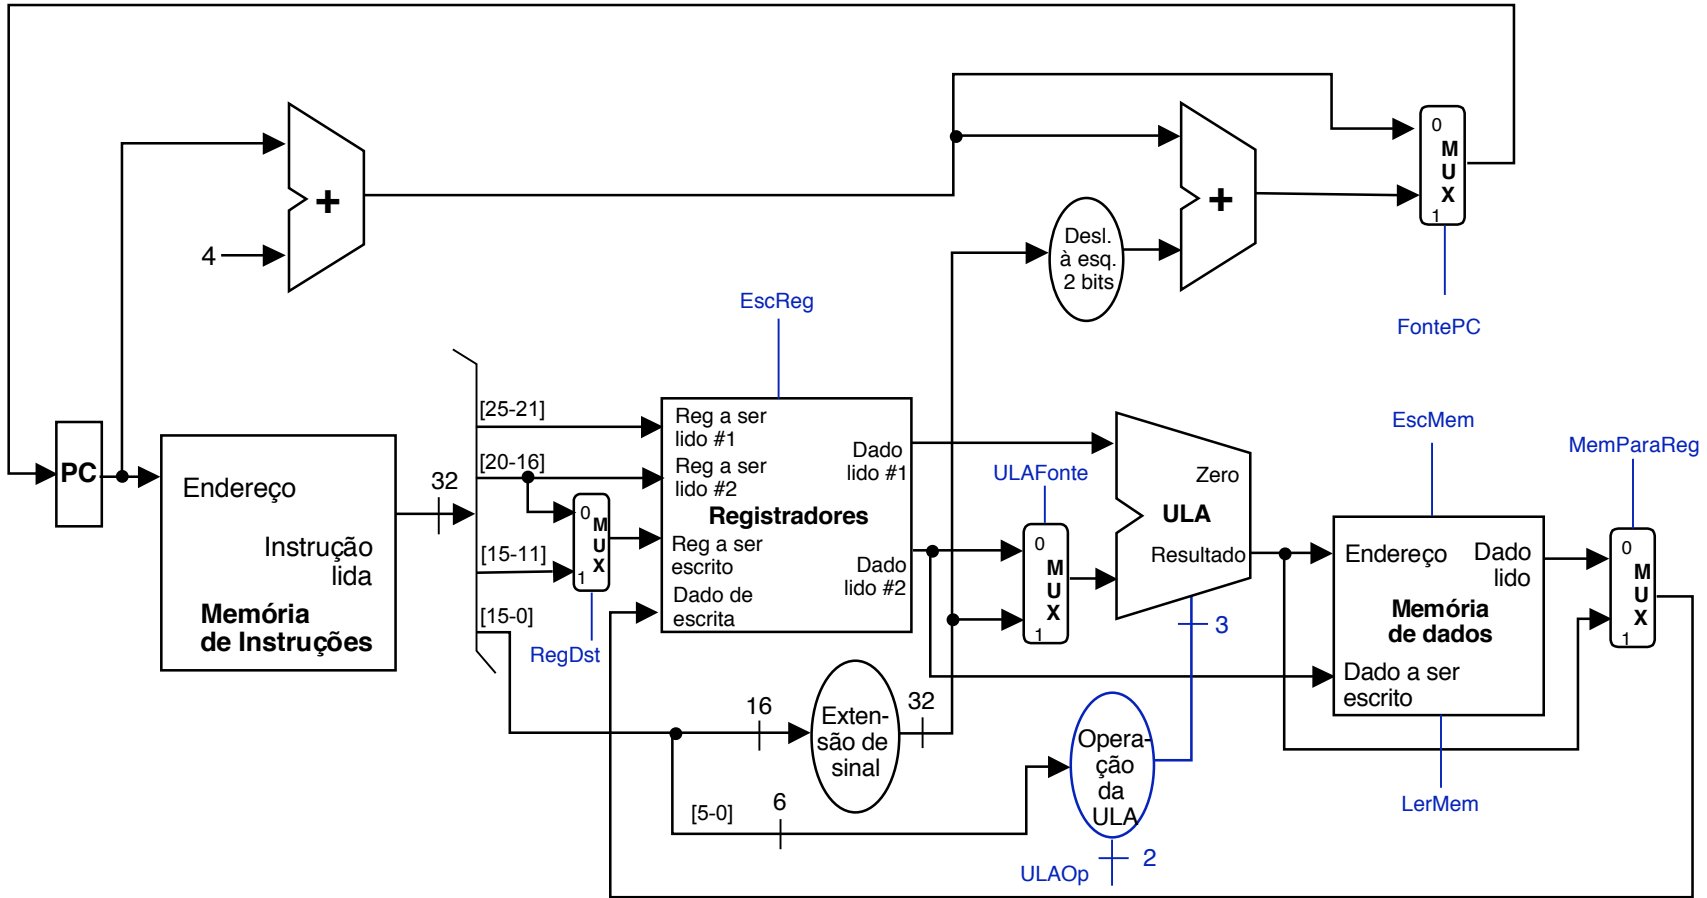 0
M
U
X
1
+
+
4
Desl.
à esq.
2 bits
EscReg
FontePC
[25-21]
Reg a ser
lido #1
Dado
lido #1
EscMem
MemParaReg
PC
Endereço
32
[20-16]
Reg a ser
lido #2
ULAFonte
Zero
ULA
Resultado
0
M
U
X
1
Registradores
Instrução
lida
[15-11]
Reg a ser
escrito
Dado
lido #2
0
M
U
X
1
Endereço
Dado
lido
0
M
U
X
1
Memória
de Instruções
[15-0]
Dado de
escrita
RegDst
3
Memória
de dados
Dado a ser
escrito
16
Exten-
são de
sinal
32
Opera-
ção
da
ULA
LerMem
[5-0]
6
ULAOp
2